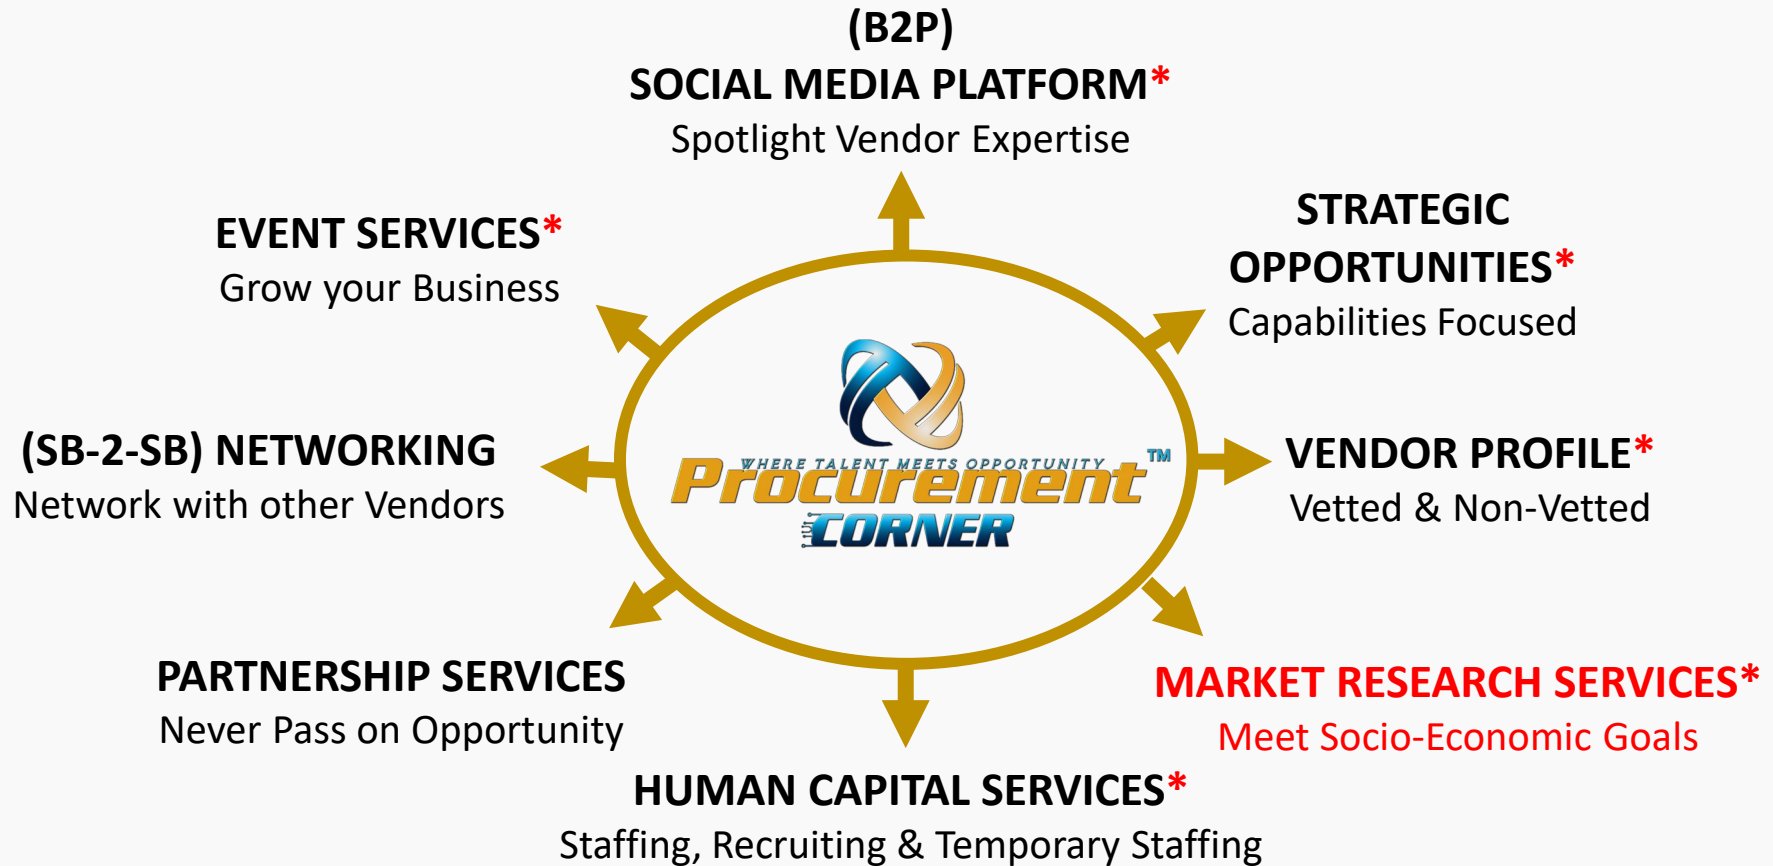 (B2P)
SOCIAL MEDIA PLATFORM*
Spotlight Vendor Expertise
STRATEGIC
OPPORTUNITIES*
Capabilities Focused
VENDOR PROFILE*
Vetted & Non-Vetted
MARKET RESEARCH SERVICES*
Meet Socio-Economic Goals
HUMAN CAPITAL SERVICES*
Staffing, Recruiting & Temporary Staffing
PARTNERSHIP SERVICES
Never Pass on Opportunity
(SB-2-SB) NETWORKING
Network with other Vendors
EVENT SERVICES*
Grow your Business
WHERE TALENT MEETS OPPORTUNITY
Procurement™
CORNER